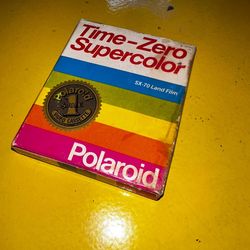 Time-Zero
Supercolor
SX-70 Land Film
Polaroid
Polaroid